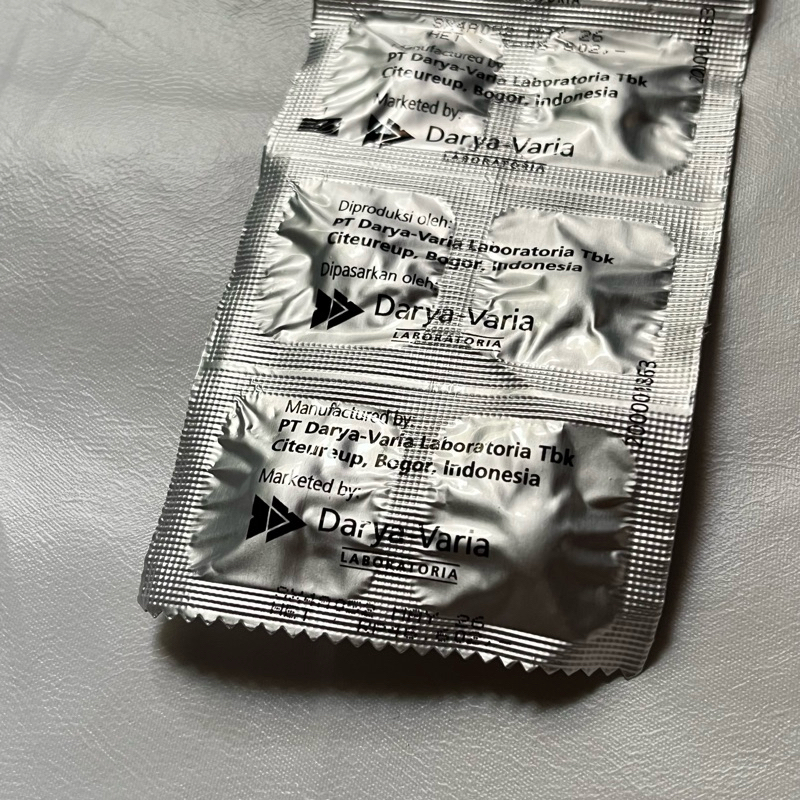 Manufactured by:
PT Darya-Varia Laboratoria Tbk
Citeureup, Bogor, Indonesia
Marketed by:
Darya-Varia
LABORATORIA
Diproduksi oleh:
PT Darya-Varia Laboratoria Tbk
Citeureup, Bogor, Indonesia
Dipasarkan oleh:
Darya-Varia
LABORATORIA
Manufactured by:
PT Darya-Varia Laboratoria Tbk
Citeureup, Bogor, Indonesia
Marketed by:
Darya-Varia
LABORATORIA